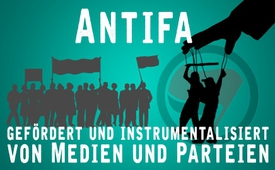 ANTIFA
GEFÖRDERT UND INSTRUMENTALISIERT
VON MEDIEN UND PARTEIEN